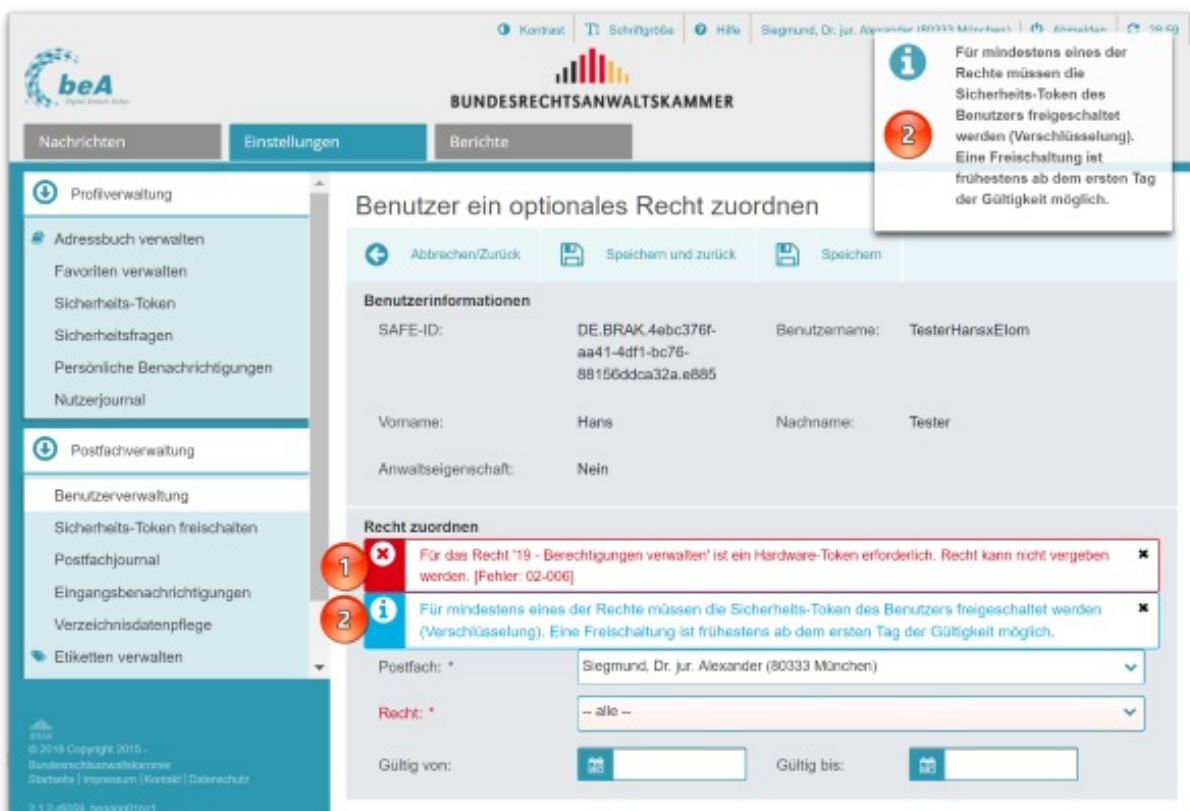 Kontrast
Schriftgröße
Hilfe
Siegmund, Dr. jur. Alexander (80333 München)
Abmelden
28:59
beA
BUNDESRECHTSANWALTSKAMMER
Nachrichten
Einstellungen
Berichte
Für mindestens eines der
Rechte müssen die
Sicherheits-Token des
Benutzers freigeschaltet
werden (Verschlüsselung).
Eine Freischaltung ist
frühestens ab dem ersten Tag
der Gültigkeit möglich.
2
Profilverwaltung
Adressbuch verwalten
Favoriten verwalten
Sicherheits-Token
Sicherheitsfragen
Persönliche Benachrichtigungen
Nutzerjournal
Postfachverwaltung
Benutzerverwaltung
Sicherheits-Token freischalten
Postfachjournal
Eingangsbenachrichtigungen
Verzeichnisdatenpflege
Etiketten verwalten
BRAK
© 2018 Copyright 2015 -
Bundesrechtsanwaltskammer
Startseite | Impressum | Kontakt | Datenschutz
Benutzer ein optionales Recht zuordnen
Abbrechen/Zurück
Speichern und zurück
Speichern
Benutzerinformationen
SAFE-ID:
DE.BRAK.4ebc376f-
aa41-4df1-bc76-
88156ddca32a.e885
Benutzername:
TesterHansxElom
Vorname:
Hans
Nachname:
Tester
Anwaltseigenschaft:
Nein
Recht zuordnen
1
Für das Recht '19 - Berechtigungen verwalten' ist ein Hardware-Token erforderlich. Recht kann nicht vergeben
werden. [Fehler: 02-006]
2
Für mindestens eines der Rechte müssen die Sicherheits-Token des Benutzers freigeschaltet werden
(Verschlüsselung). Eine Freischaltung ist frühestens ab dem ersten Tag der Gültigkeit möglich.
Postfach: *
Siegmund, Dr. jur. Alexander (80333 München)
Recht: *
-- alle --
Gültig von:
Gültig bis: